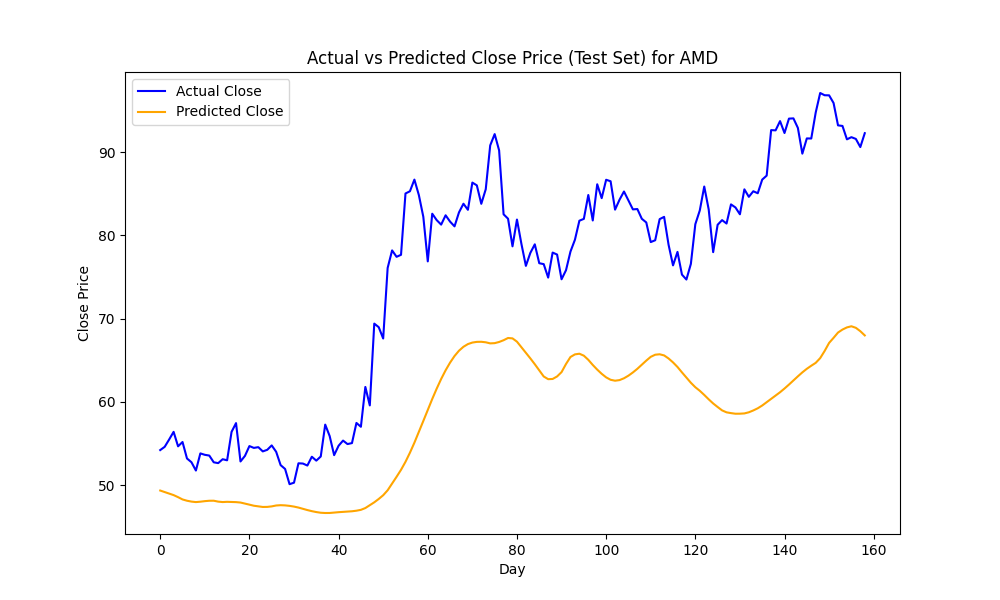 Actual vs Predicted Close Price (Test Set) for AMD
Actual Close
Predicted Close
90
80
70
60
50
Close Price
0 20 40 60 80 100 120 140 160
Day